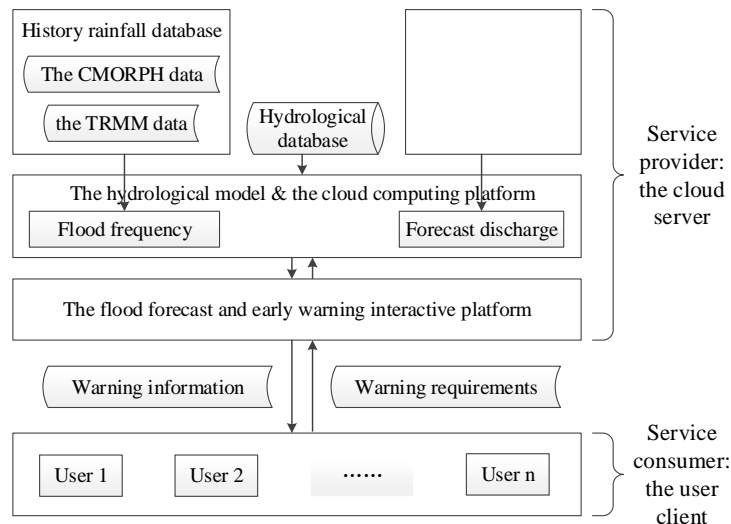 History rainfall database
The CMORPH data
the TRMM data
Hydrological
database
The hydrological model & the cloud computing platform
Flood frequency
Forecast discharge
The flood forecast and early warning interactive platform
Warning information
Warning requirements
User 1
User 2
……
User n
Service
provider:
the cloud
server
Service
consumer:
the user
client